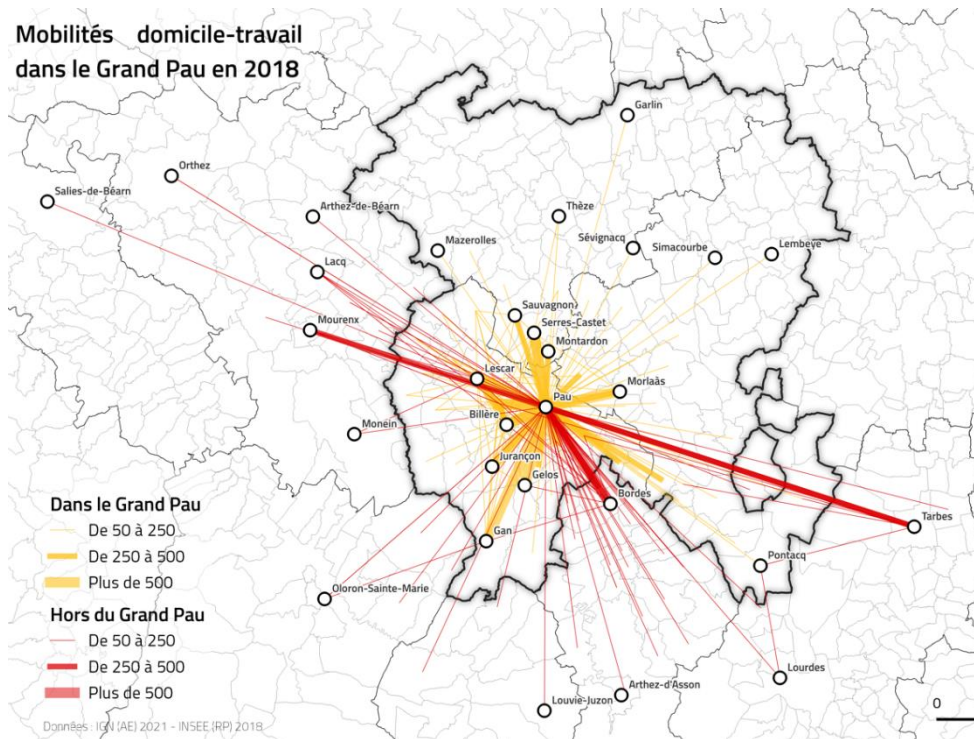 Mobilités domicile-travail
dans le Grand Pau en 2018
Garlin
Orthez
Salies-de-Béarn
Arthez-de-Béarn
Thèze
Mazerolles
Sévignacq
Simacourbe
Lembeye
Lacq
Sauvagnon
Mourenx
Serres-Castet
Montardon
Lescar
Morlaàs
Pau
Billère
Monein
Jurançon
Gelos
Bordes
Tarbes
Gan
Pontacq
Oloron-Sainte-Marie
Lourdes
Arthez-d'Asson
Louvie-Juzon
Dans le Grand Pau
De 50 à 250
De 250 à 500
Plus de 500
Hors du Grand Pau
De 50 à 250
De 250 à 500
Plus de 500
0
Données : IGN (AE) 2021 - INSEE (RP) 2018